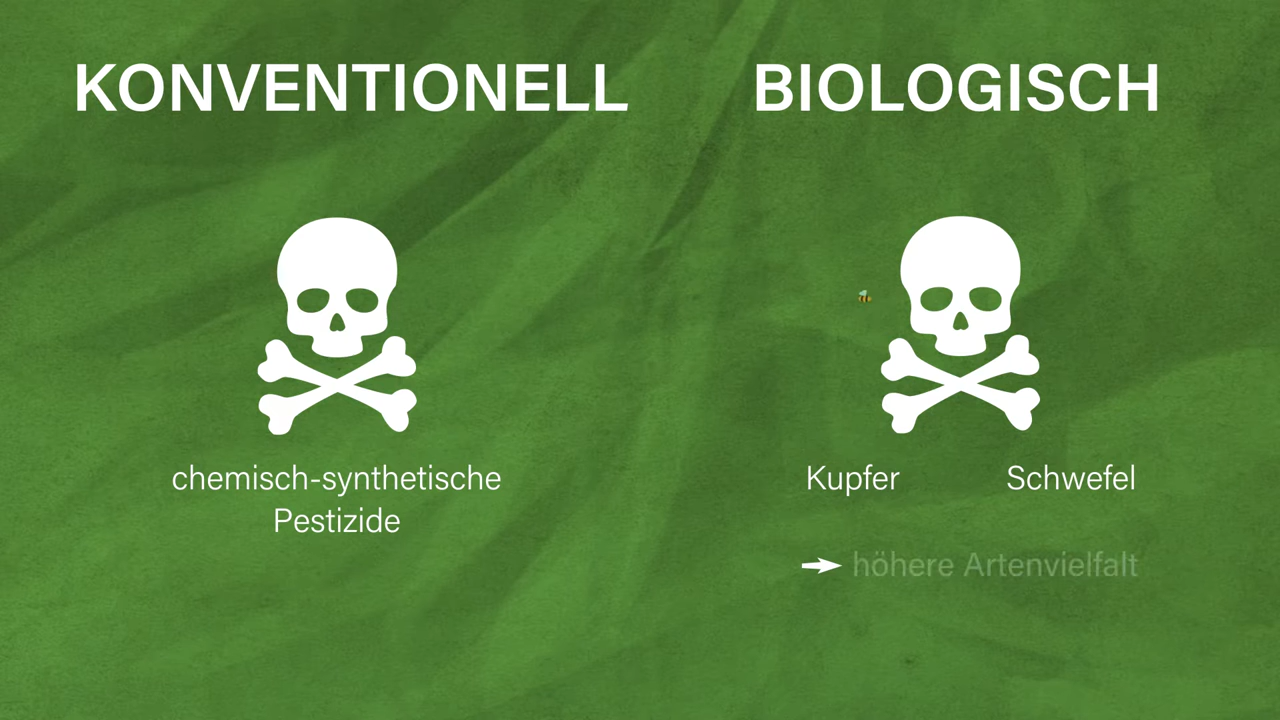 KONVENTIONELL
BIOLOGISCH
chemisch-synthetische
Pestizide
Kupfer
Schwefel
höhere Artenvielfalt